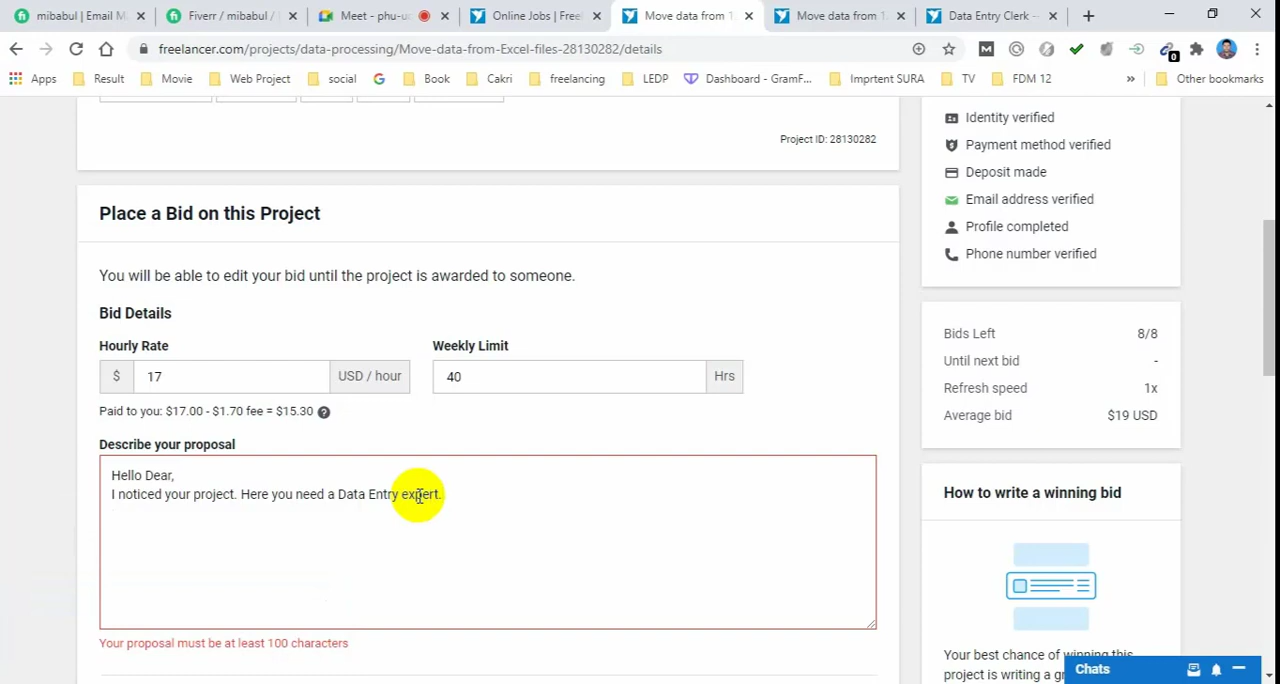 mibabul | Email M
Fiverr / mibabul /
Meet - phu-u
Online Jobs | Free
Move data from 1
Move data from 1
Data Entry Clerk -
freelancer.com/projects/data-processing/Move-data-from-Excel-files-28130282/details
0
Apps
Result
Movie
Web Project
social
Book
Cakri
freelancing
LEDP
Dashboard - GramF...
Imprtent SURA
TV
FDM 12
»
Other bookmarks
Project ID: 28130282
Place a Bid on this Project
You will be able to edit your bid until the project is awarded to someone.
Bid Details
Hourly Rate
Weekly Limit
$ 17 USD / hour
40 Hrs
Paid to you: $17.00 - $1.70 fee = $15.30
Describe your proposal
Hello Dear,
I noticed your project. Here you need a Data Entry expert.
Your proposal must be at least 100 characters
Identity verified
Payment method verified
Deposit made
Email address verified
Profile completed
Phone number verified
Bids Left 8/8
Until next bid -
Refresh speed 1x
Average bid $19 USD
How to write a winning bid
Your best chance of winning this
project is writing a gr
Chats